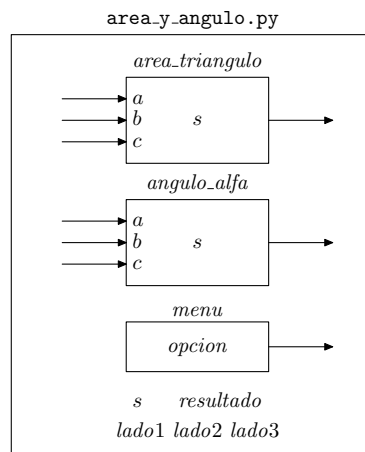 area_y_angulo.py
area_triangulo
a
b s
c
angulo_alfa
a
b s
c
menu
opcion
s resultado
lado1 lado2 lado3